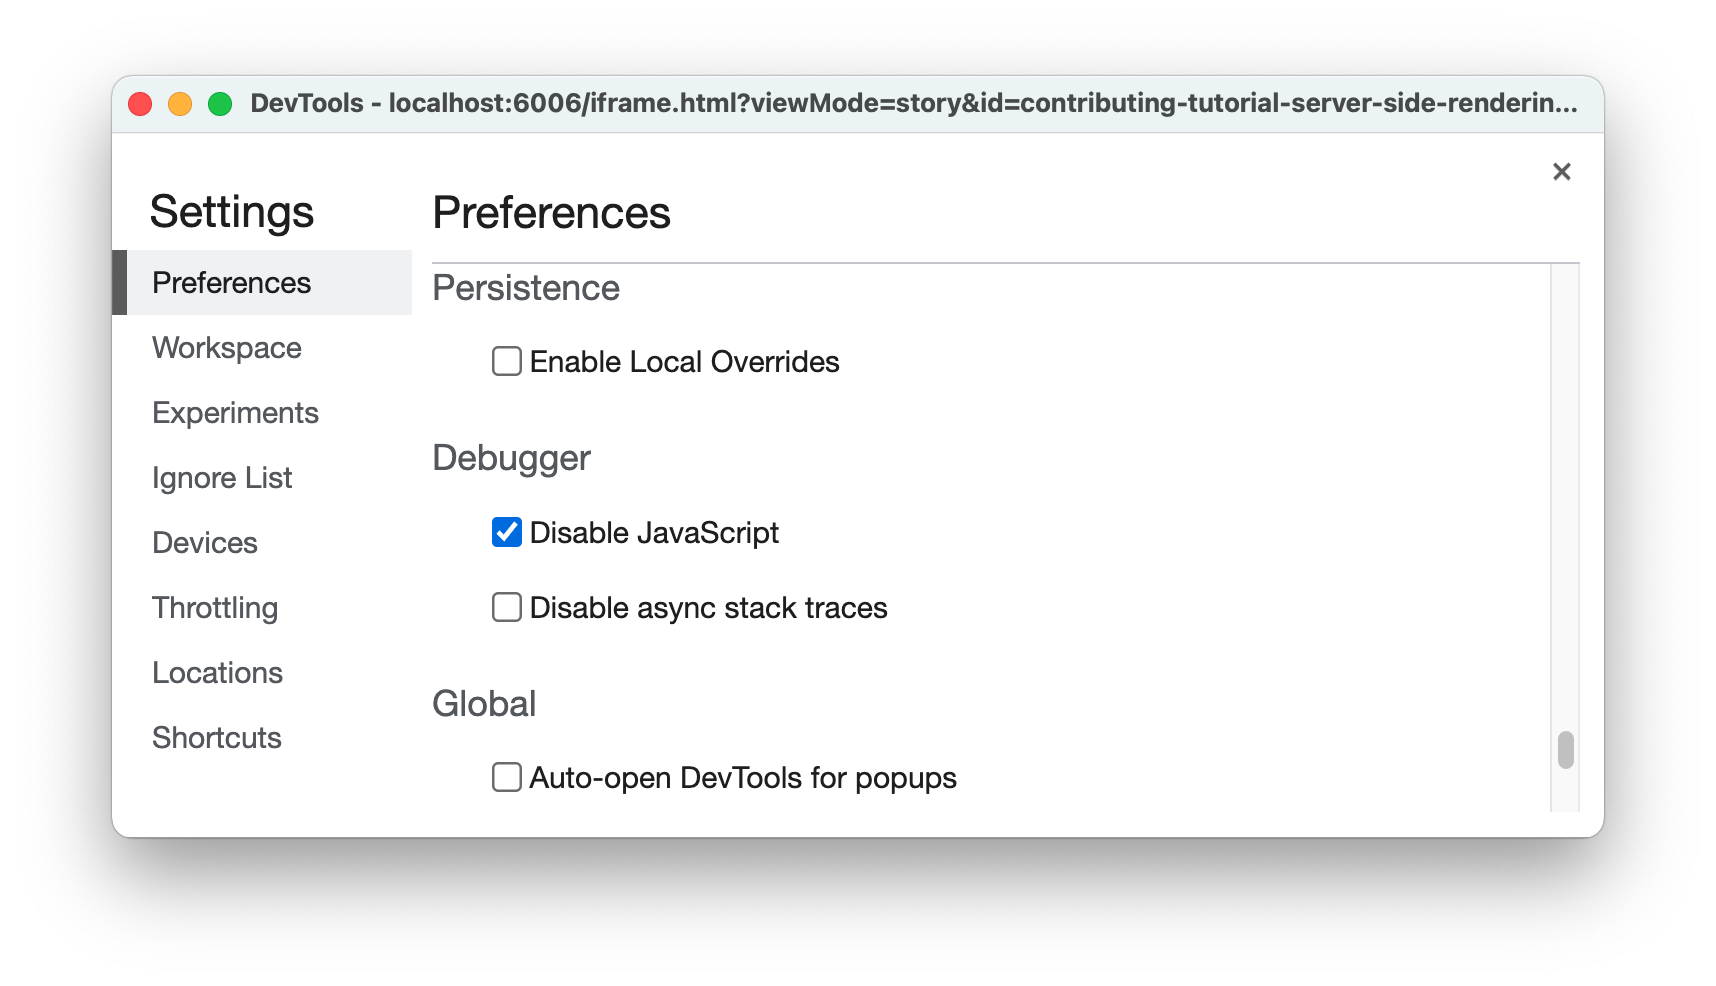 DevTools - localhost:6006/iframe.html?viewMode=story&id=contributing-tutorial-server-side-renderin...
Settings
Preferences
Workspace
Experiments
Ignore List
Devices
Throttling
Locations
Shortcuts
Preferences
Persistence
Enable Local Overrides
Debugger
Disable JavaScript
Disable async stack traces
Global
Auto-open DevTools for popups